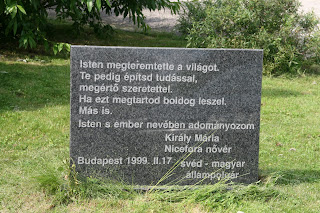 Isten megteremtette a világot.
Te pedig építsd tudással,
megértő szeretettel.
Ha ezt megtartod boldog leszel.
Más is.
Isten s ember nevében adományozom
Király Mária
Nicefora nővér
Budapest 1999. II.17 svéd - magyar
állampolgár